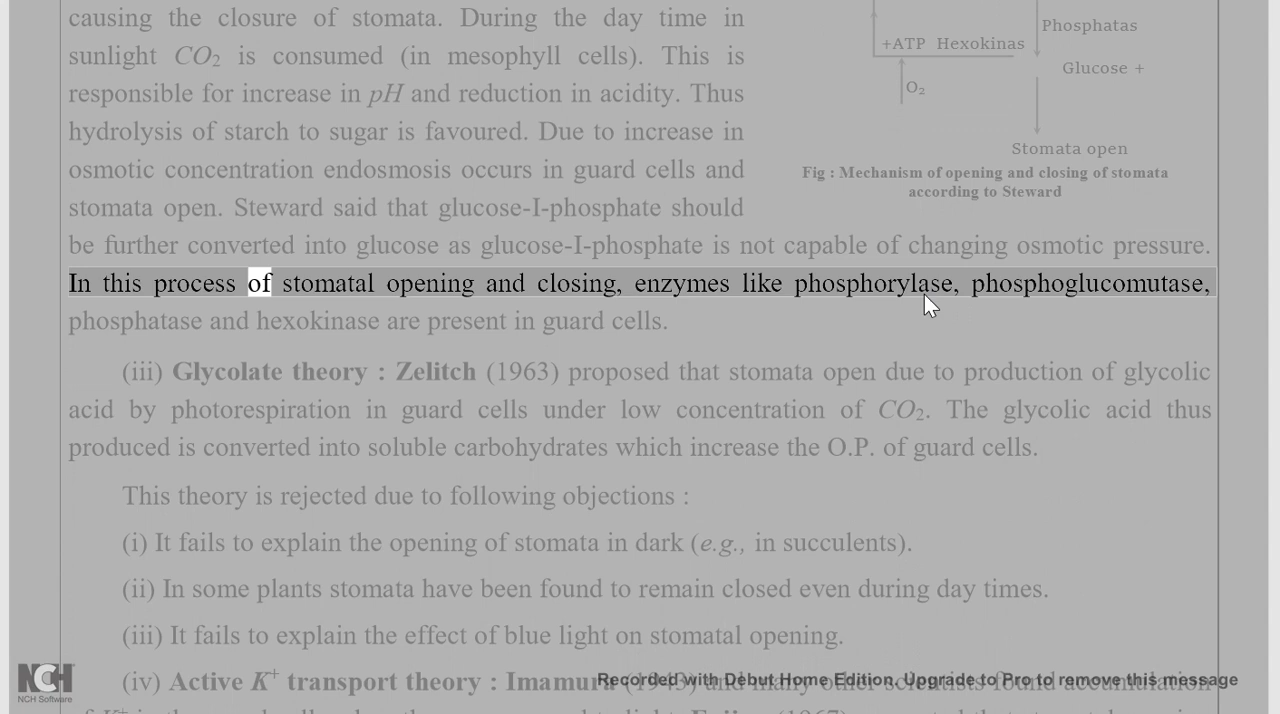 causing the closure of stomata. During the day time in
sunlight CO2 is consumed (in mesophyll cells). This is
responsible for increase in pH and reduction in acidity. Thus
hydrolysis of starch to sugar is favoured. Due to increase in
osmotic concentration endosmosis occurs in guard cells and
stomata open. Steward said that glucose-I-phosphate should
Phosphatas
+ATP Hexokinas
Glucose +
O2
Stomata open
Fig : Mechanism of opening and closing of stomata
according to Steward
be further converted into glucose as glucose-I-phosphate is not capable of changing osmotic pressure.
In this process of stomatal opening and closing, enzymes like phosphorylase, phosphoglucomutase,
phosphatase and hexokinase are present in guard cells.
(iii) Glycolate theory : Zelitch (1963) proposed that stomata open due to production of glycolic
acid by photorespiration in guard cells under low concentration of CO2. The glycolic acid thus
produced is converted into soluble carbohydrates which increase the O.P. of guard cells.
This theory is rejected due to following objections :
(i) It fails to explain the opening of stomata in dark (e.g., in succulents).
(ii) In some plants stomata have been found to remain closed even during day times.
(iii) It fails to explain the effect of blue light on stomatal opening.
(iv) Active K+ transport theory : Imamura
Recorded with Debut Home Edition. Upgrade to Pro to remove this message
NCH
NCH Software